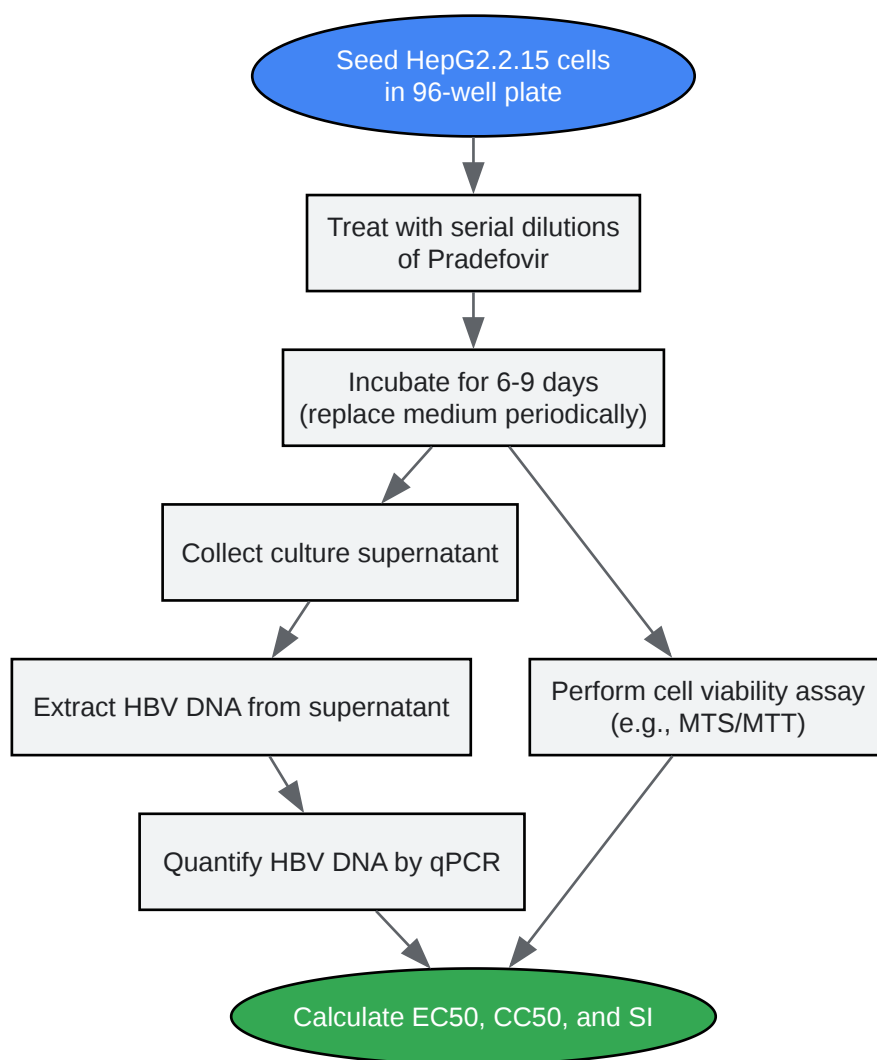 Seed HepG2.2.15 cells
in 96-well plate
Treat with serial dilutions
of Pradefovir
Incubate for 6-9 days
(replace medium periodically)
Collect culture supernatant
Extract HBV DNA from supernatant
Perform cell viability assay
(e.g., MTS/MTT)
Quantify HBV DNA by qPCR
Calculate EC50, CC50, and SI